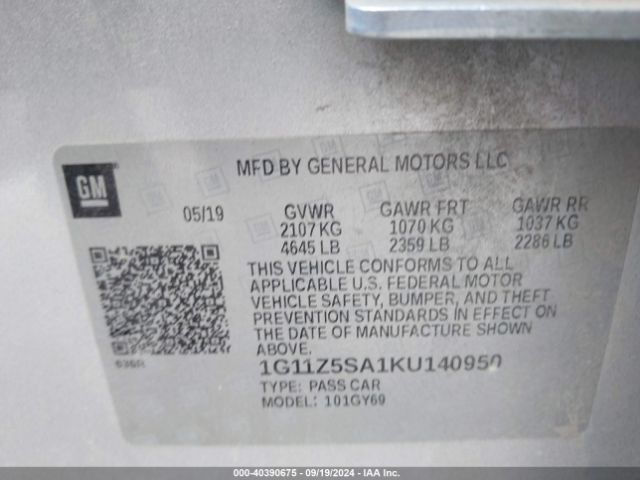 GM
MFD BY GENERAL MOTORS LLC
05/19
GVWR GAWR FRT GAWR RR
2107 KG 1070 KG 1037 KG
4645 LB 2359 LB 2286 LB
THIS VEHICLE CONFORMS TO ALL
APPLICABLE U.S. FEDERAL MOTOR
VEHICLE SAFETY, BUMPER, AND THEFT
PREVENTION STANDARDS IN EFFECT ON
THE DATE OF MANUFACTURE SHOWN
ABOVE.
1G11Z5SA1KU140950
TYPE: PASS CAR
MODEL: 101GY69
000-40390675 - 09/19/2024 - IAA Inc.